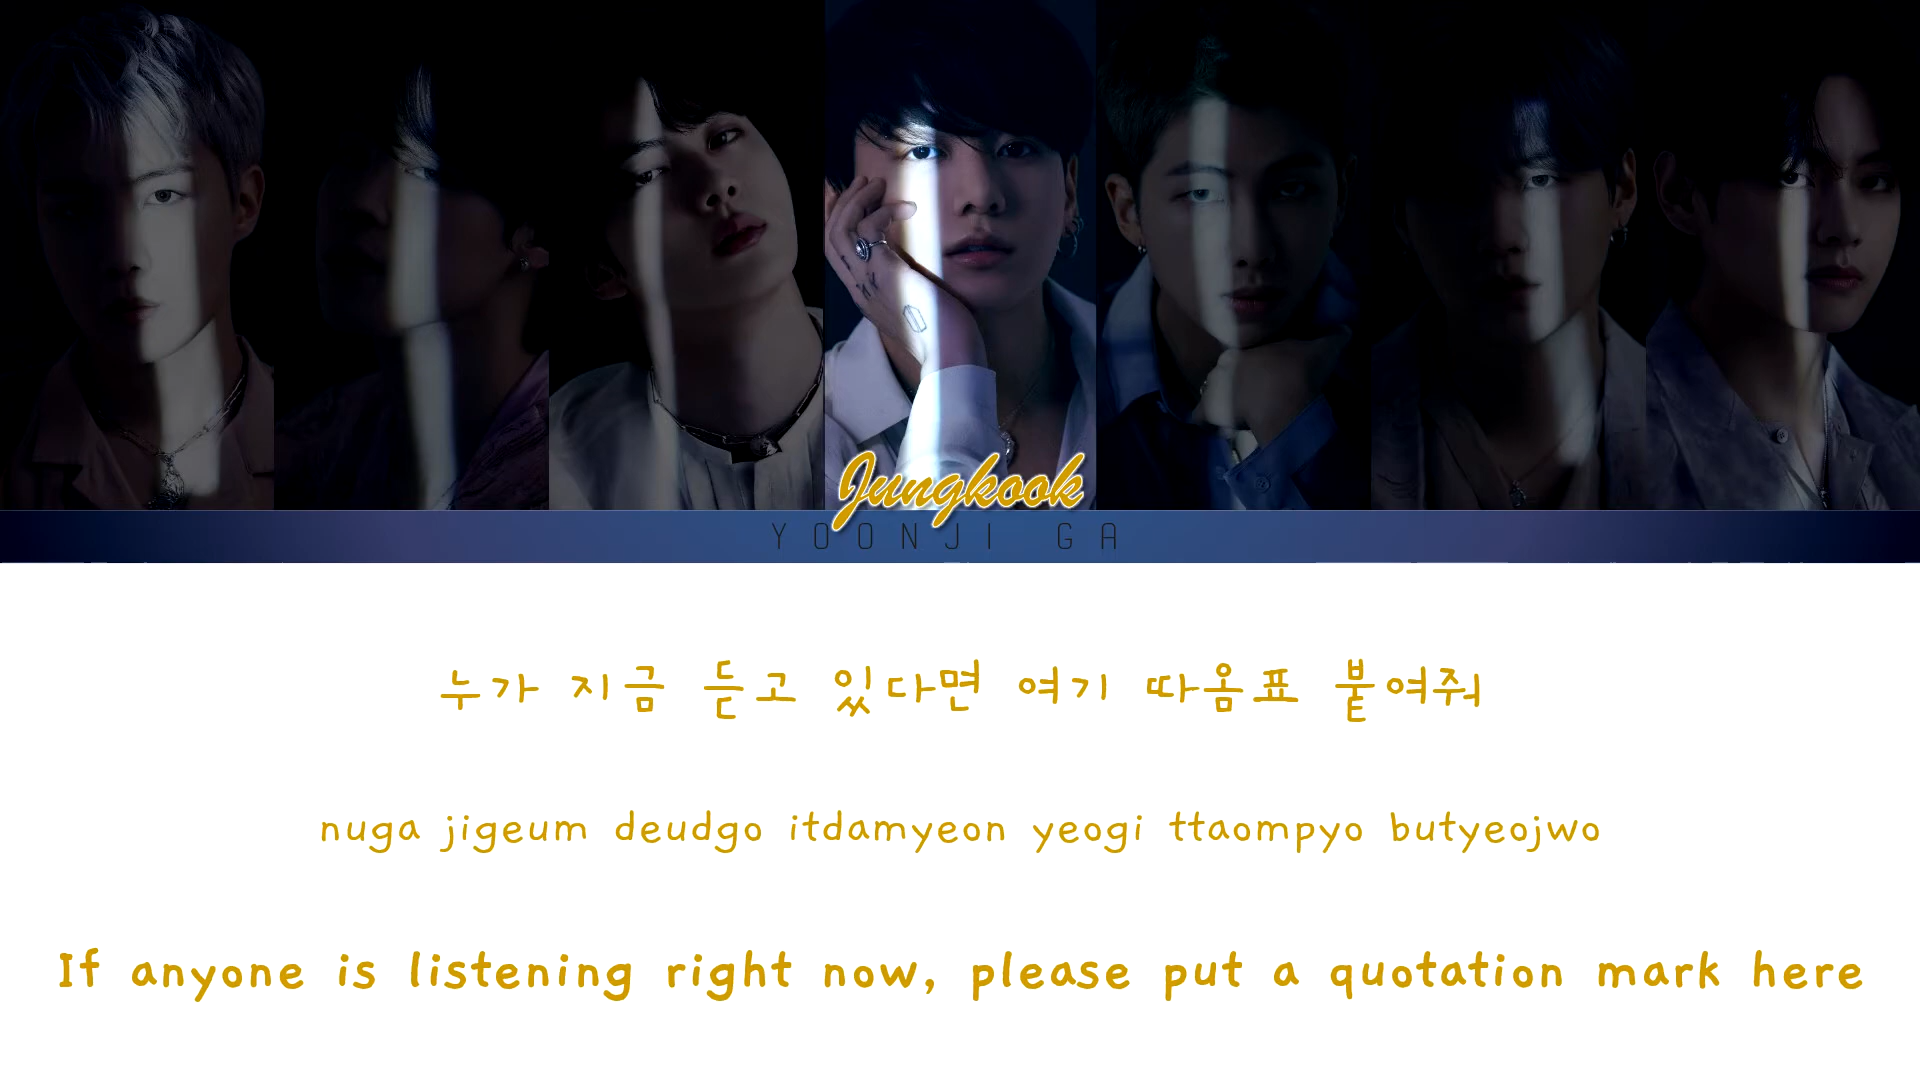 Jungkook
YOONJI GA
누가 지금 듣고 있다면 여기 따옴표 붙여줘
nuga jigeum deudgo itdamyeon yeogi ttaompyo butyeojwo
If anyone is listening right now, please put a quotation mark here